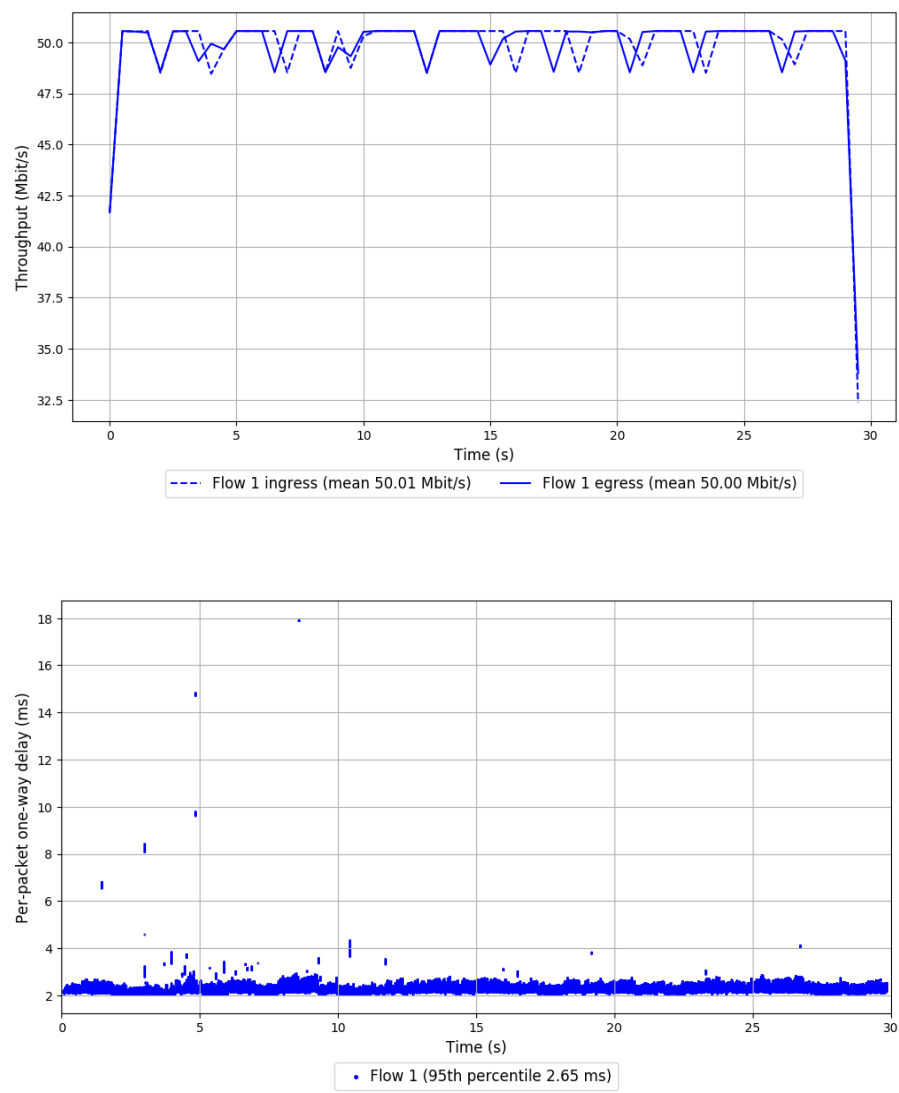 Throughput (Mbit/s)
50.0
47.5
45.0
42.5
40.0
37.5
35.0
32.5
0 5 10 15 20 25 30
Time (s)
Flow 1 ingress (mean 50.01 Mbit/s) Flow 1 egress (mean 50.00 Mbit/s)
Per-packet one-way delay (ms)
18
16
14
12
10
8
6
4
2
0 5 10 15 20 25 30
Time (s)
Flow 1 (95th percentile 2.65 ms)